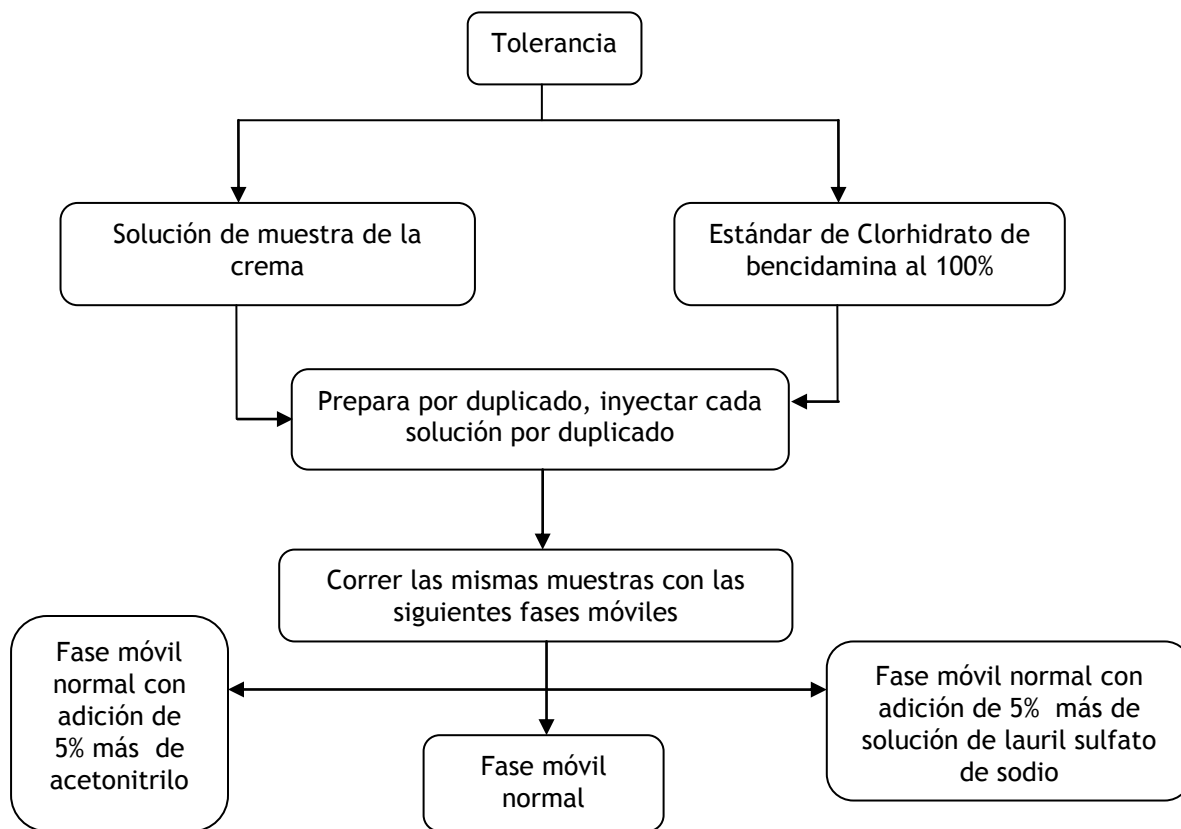 Tolerancia
Solución de muestra de la
crema
Estándar de Clorhidrato de
bencidamina al 100%
Prepara por duplicado, inyectar cada
solución por duplicado
Correr las mismas muestras con las
siguientes fases móviles
Fase móvil
normal con
adición de
5% más de
acetonitrilo
Fase móvil
normal
Fase móvil normal con
adición de 5% más de
solución de lauril sulfato
de sodio